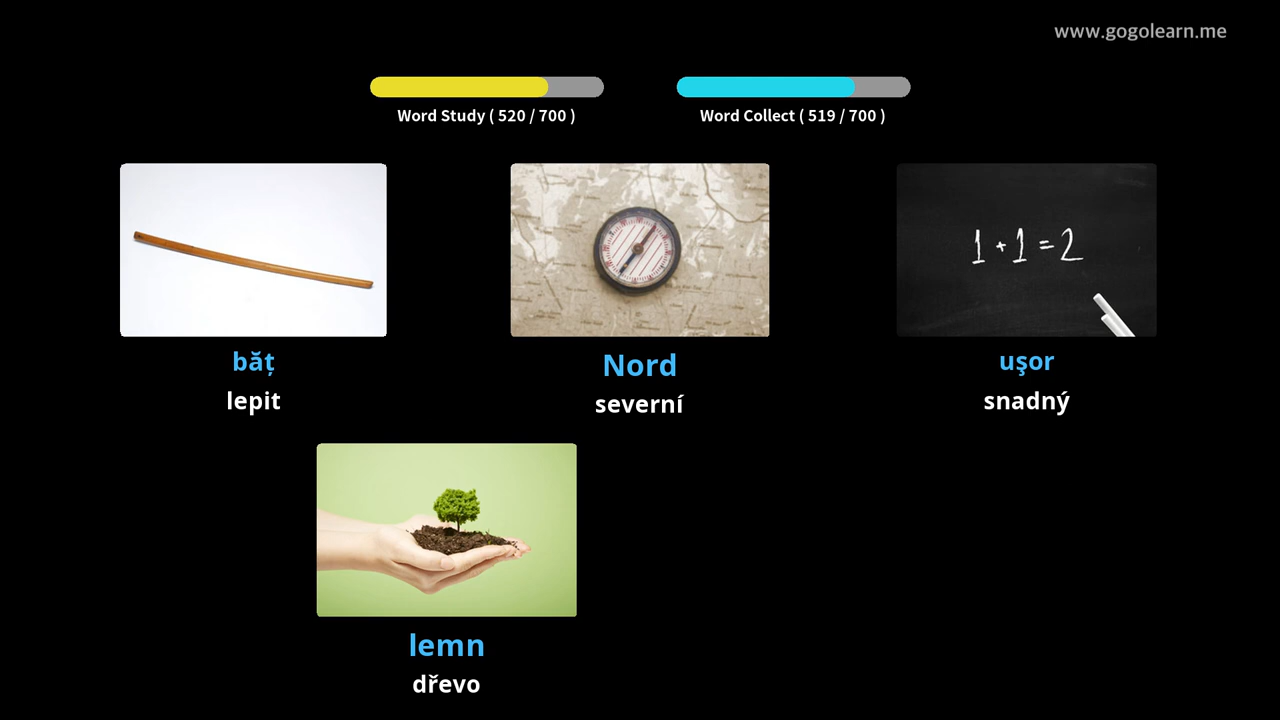 www.gogolearn.me
Word Study ( 520 / 700 )
Word Collect ( 519 / 700 )
1 + 1 = 2
băț
Nord
uşor
lepit
severní
snadný
lemn
dřevo